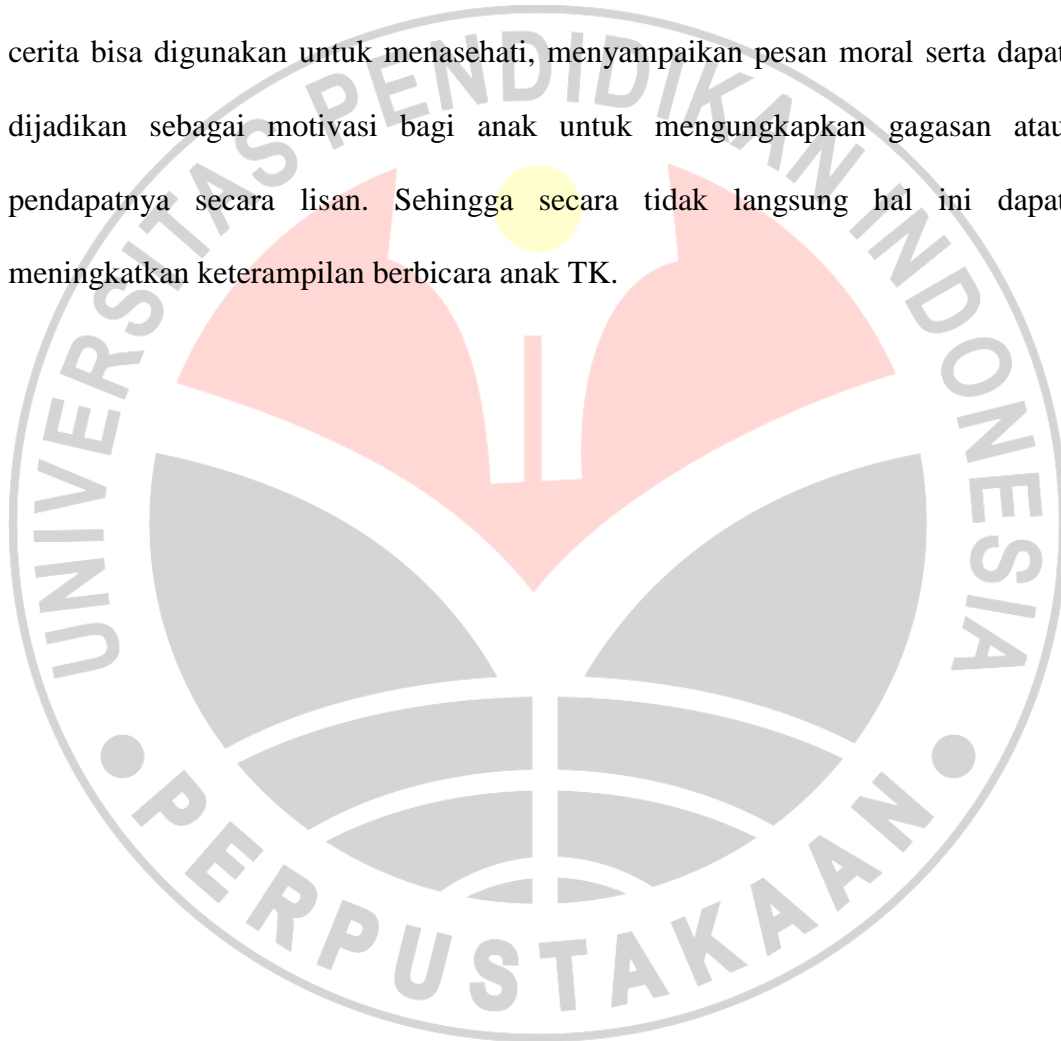 cerita bisa digunakan untuk menasehati, menyampaikan pesan moral serta dapat
dijadikan sebagai motivasi bagi anak untuk mengungkapkan gagasan atau
pendapatnya secara lisan. Sehingga secara tidak langsung hal ini dapat
meningkatkan keterampilan berbicara anak TK.
UNIVERSITAS PENDIDIKAN INDONESIA
PERPUSTAKAAN